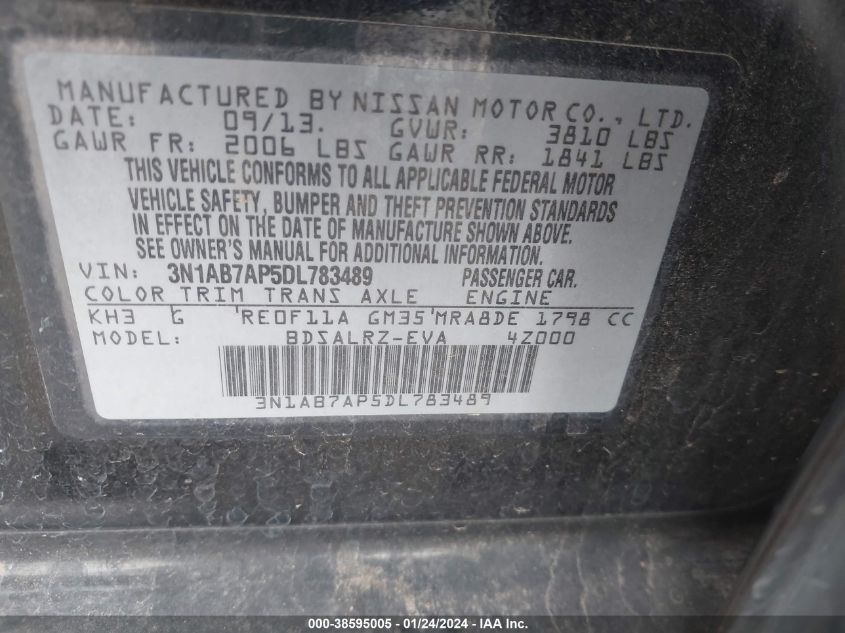 MANUFACTURED BY NISSAN MOTOR CO., LTD.
DATE: 09/13. GVWR: 3810 LBS
GAWR FR: 2006 LBS GAWR RR: 1841 LBS
THIS VEHICLE CONFORMS TO ALL APPLICABLE FEDERAL MOTOR
VEHICLE SAFETY, BUMPER AND THEFT PREVENTION STANDARDS
IN EFFECT ON THE DATE OF MANUFACTURE SHOWN ABOVE.
SEE OWNER'S MANUAL FOR ADDITIONAL INFORMATION.
VIN: 3N1AB7AP5DL783489 PASSENGER CAR.
COLOR TRIM TRANS AXLE ENGINE
KH3 G 'RE0F11A GM35'MRA8DE 1798 CC
MODEL: BDSALRZ-EVA 4Z000
3N1AB7AP5DL783489
000-38595005 - 01/24/2024 - IAAI.com - Copyright IAA, Inc.